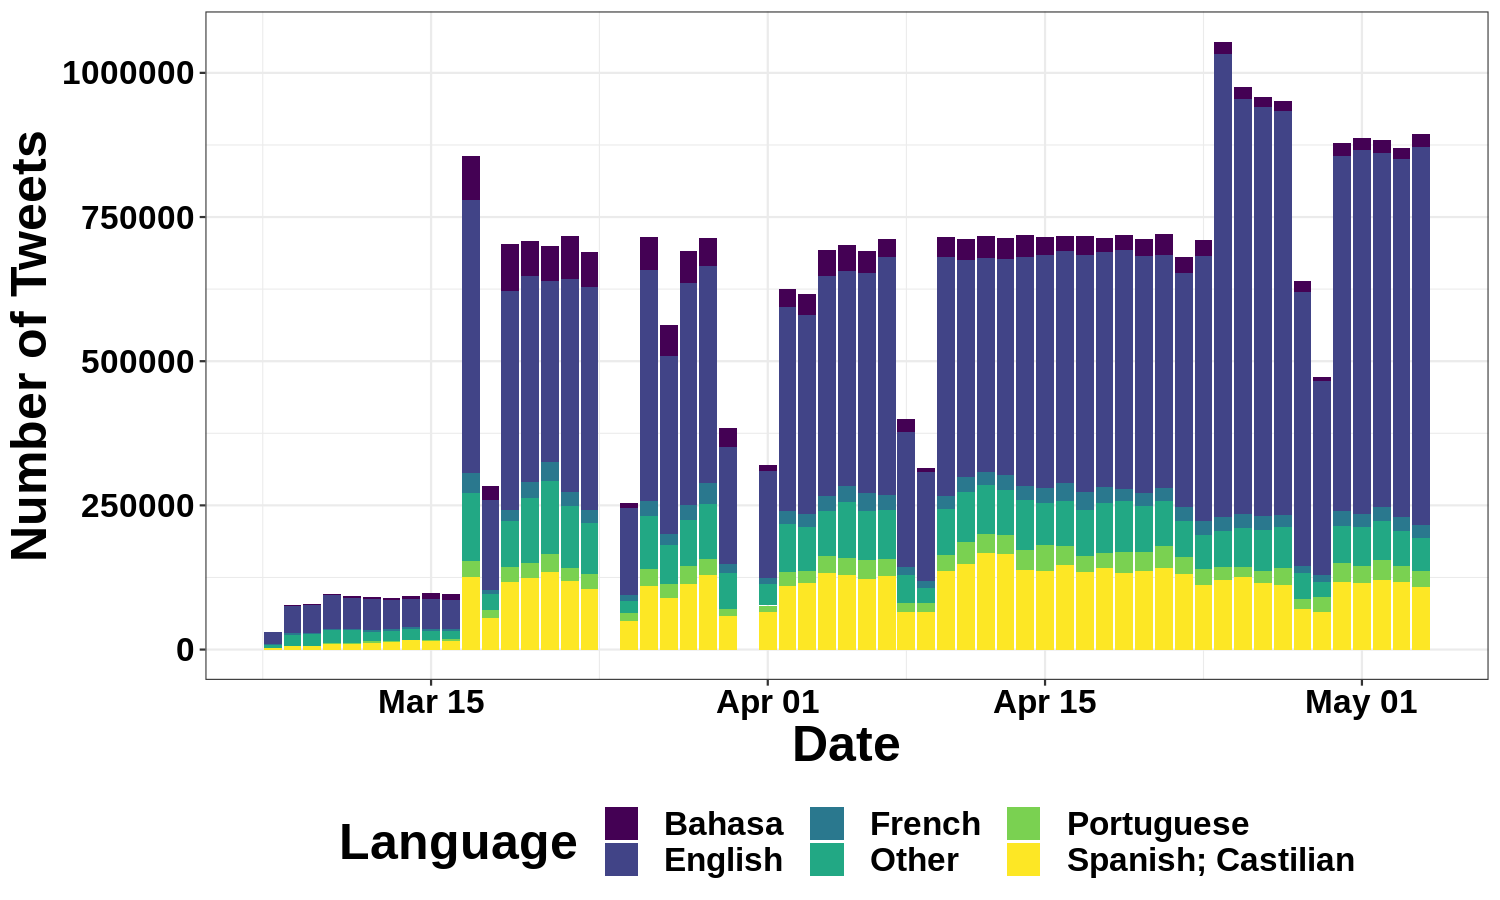 Number of Tweets
1000000
750000
500000
250000
0
Mar 15 Apr 01 Apr 15 May 01
Date
Language
Bahasa French Portuguese
English Other Spanish; Castilian